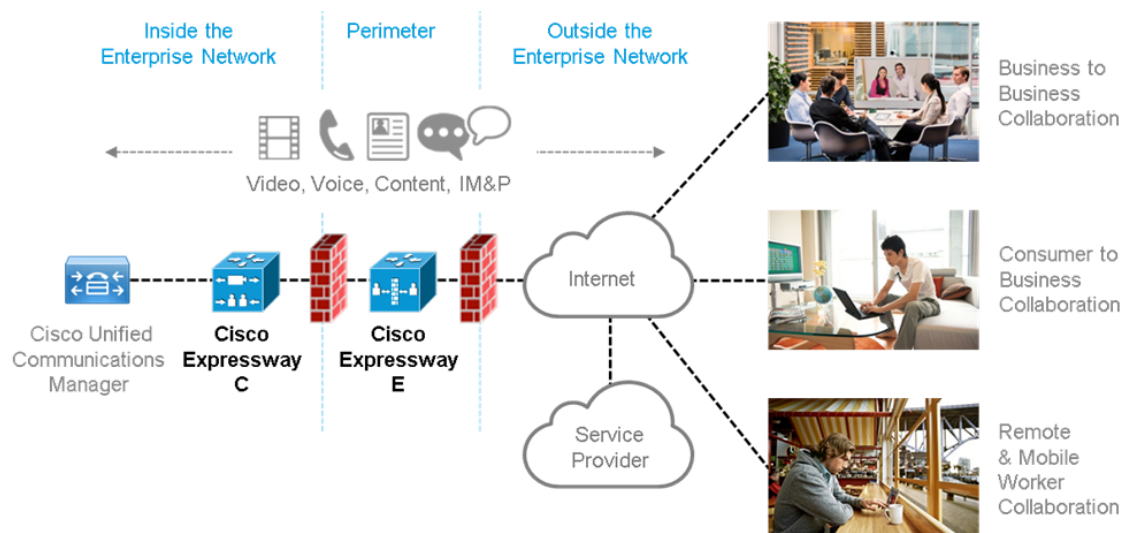 Inside the
Enterprise Network
Perimeter
Outside the
Enterprise Network
Video, Voice, Content, IM&P
Business to
Business
Collaboration
Cisco Unified
Communications
Manager
Cisco
Expressway
C
Cisco
Expressway
E
Internet
Consumer to
Business
Collaboration
Service
Provider
Remote
& Mobile
Worker
Collaboration